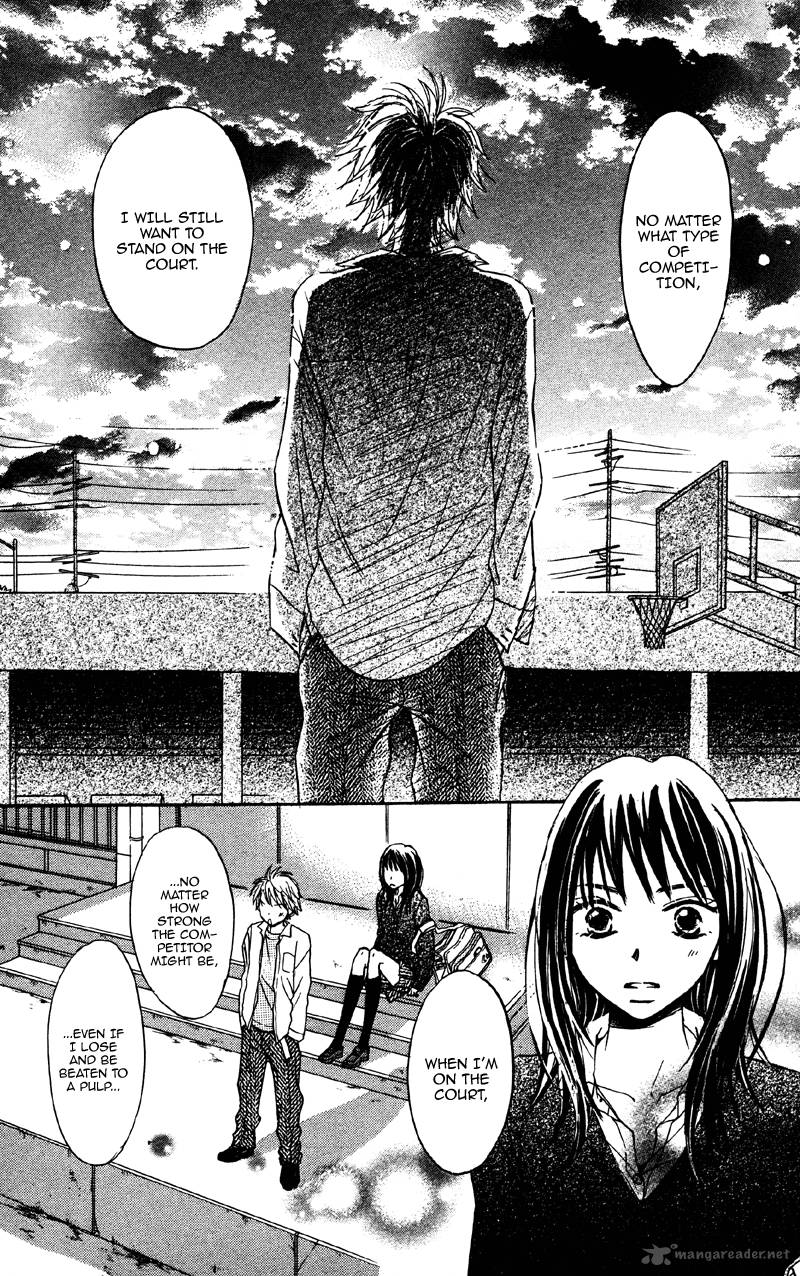 NO MATTER
WHAT TYPE
OF
COMPETI-
TION,
I WILL STILL
WANT TO
STAND ON THE
COURT.
WHEN I'M
ON THE
COURT,
...NO
MATTER
HOW
STRONG
THE COM-
PETITOR
MIGHT BE,
...EVEN IF
I LOSE
AND BE
BEATEN TO
A PULP...
mangareader.net